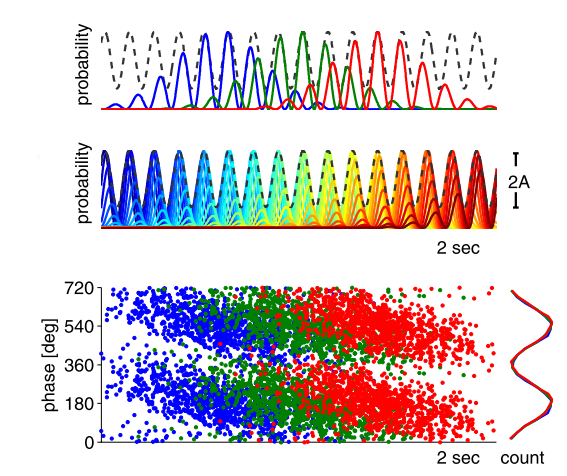 probability
probability
2A
2 sec
720
540
360
180
0
phase [deg]
2 sec
count